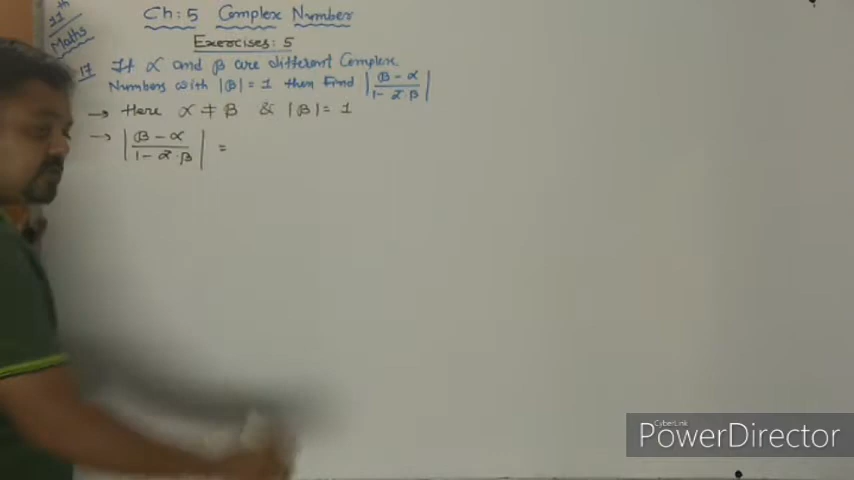 11th
Maths
Ch: 5 Complex Number
Exercises: 5
17 If α and β are different Complex
Numbers with |β| = 1 then Find |(β - α)/(1 - ᾱ·β)|
→ Here α ≠ β & |β| = 1
→ |(β - α)/(1 - ᾱ·β)| =
CyberLink
PowerDirector